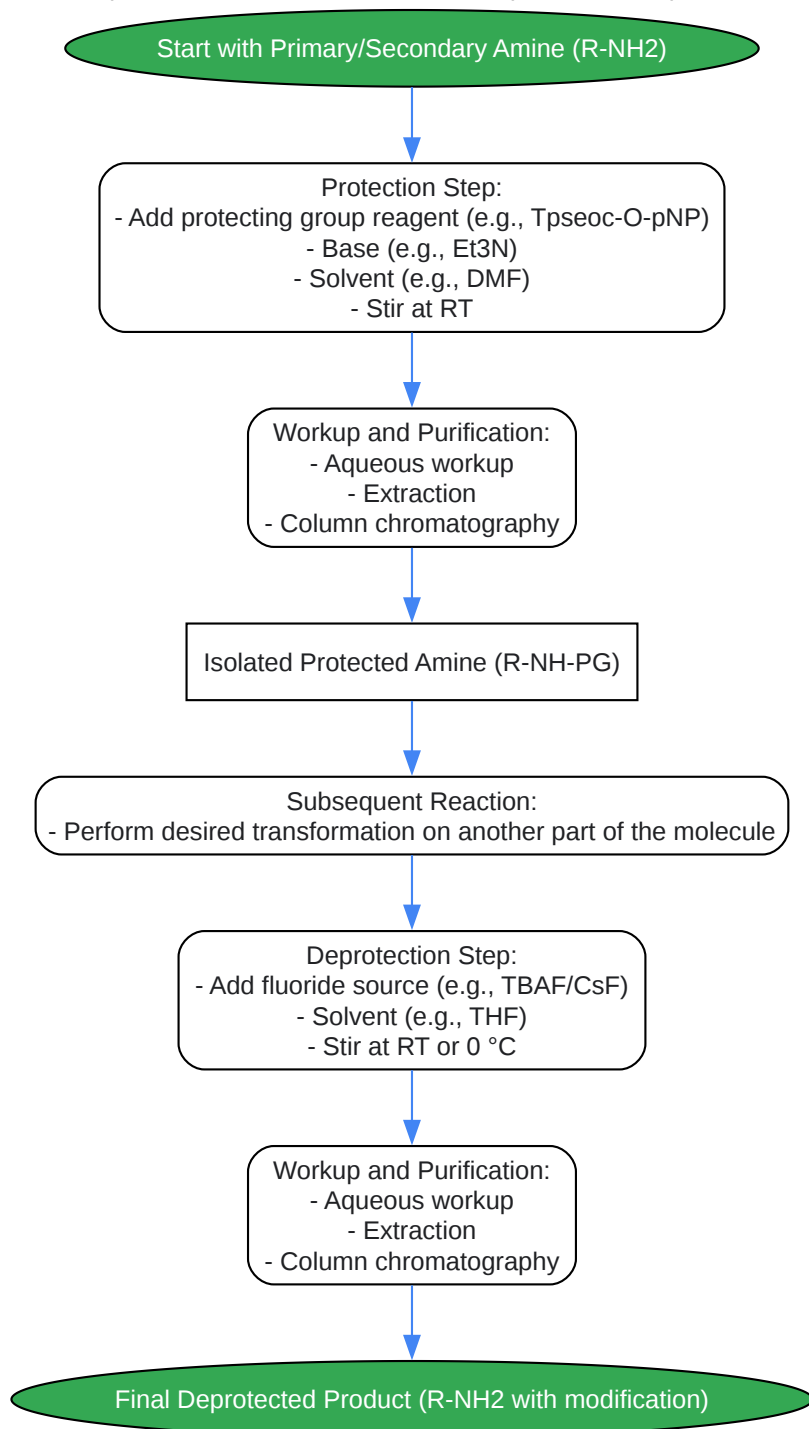 Start with Primary/Secondary Amine (R-NH2)
Protection Step:
- Add protecting group reagent (e.g., Tpseoc-O-pNP)
- Base (e.g., Et3N)
- Solvent (e.g., DMF)
- Stir at RT
Workup and Purification:
- Aqueous workup
- Extraction
- Column chromatography
Isolated Protected Amine (R-NH-PG)
Subsequent Reaction:
- Perform desired transformation on another part of the molecule
Deprotection Step:
- Add fluoride source (e.g., TBAF/CsF)
- Solvent (e.g., THF)
- Stir at RT or 0 °C
Workup and Purification:
- Aqueous workup
- Extraction
- Column chromatography
Final Deprotected Product (R-NH2 with modification)